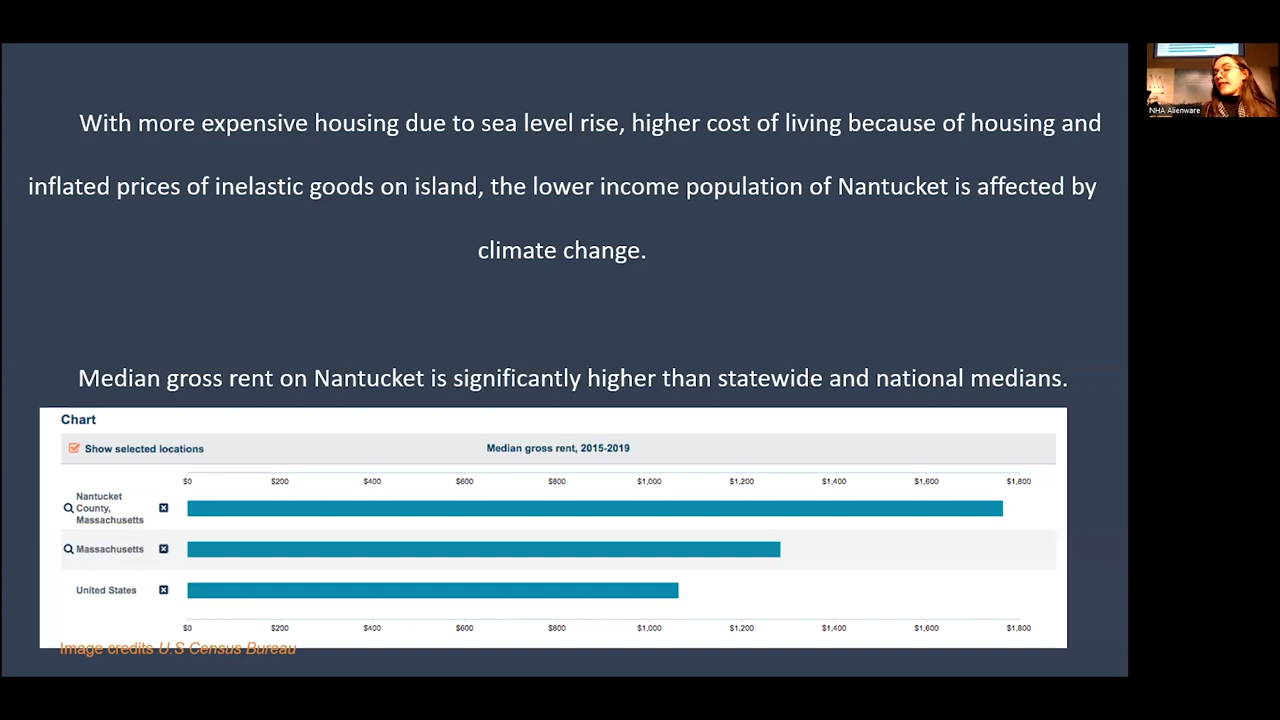 With more expensive housing due to sea level rise, higher cost of living because of housing and
inflated prices of inelastic goods on island, the lower income population of Nantucket is affected by
climate change.
Median gross rent on Nantucket is significantly higher than statewide and national medians.
Chart
Show selected locations
Median gross rent, 2015-2019
$0 $200 $400 $600 $800 $1,000 $1,200 $1,400 $1,600 $1,800
Nantucket
County,
Massachusetts
Massachusetts
United States
$0 $200 $400 $600 $800 $1,000 $1,200 $1,400 $1,600 $1,800
Image credits U.S Census Bureau
NHA Alienware